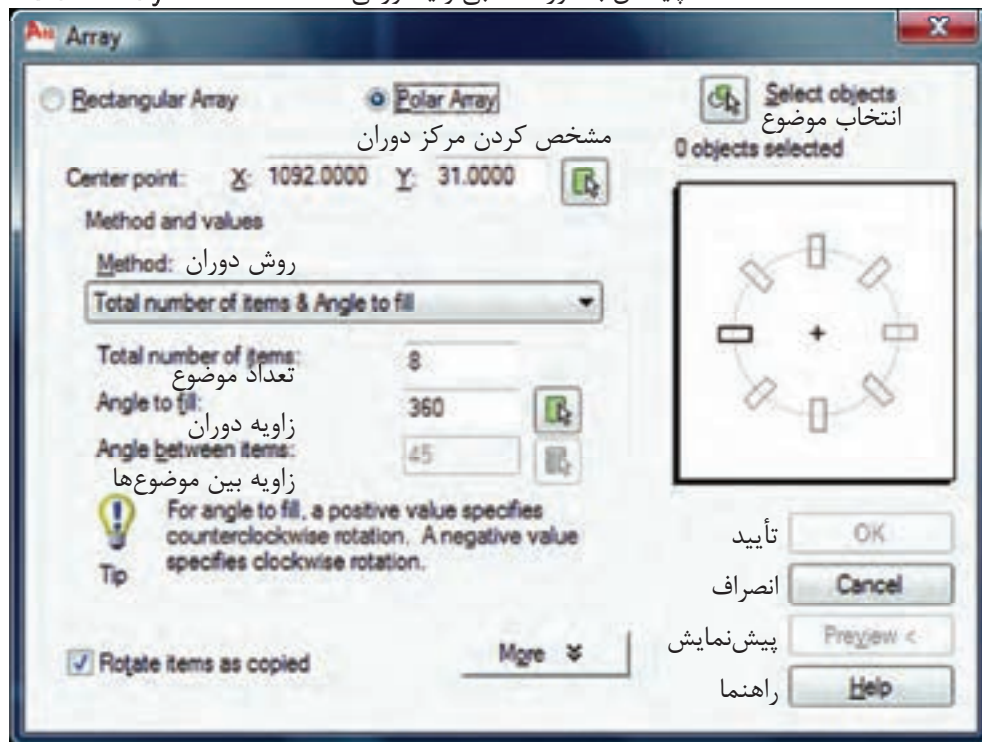 Array
Rectangular Array
Polar Array
Select objects
انتخاب موضوع
0 objects selected
مشخص کردن مرکز دوران
Center point: X: 1092.0000 Y: 31.0000
Method and values
Method: روش دوران
Total number of items & Angle to fill
Total number of items: 8
تعداد موضوع
Angle to fill: 360
زاویه دوران
Angle between items: 45
زاویه بین موضوع‌ها
For angle to fill, a positive value specifies
counterclockwise rotation. A negative value
specifies clockwise rotation.
Tip
Rotate items as copied
More
تأیید OK
انصراف Cancel
پیش‌نمایش Preview <
راهنما Help